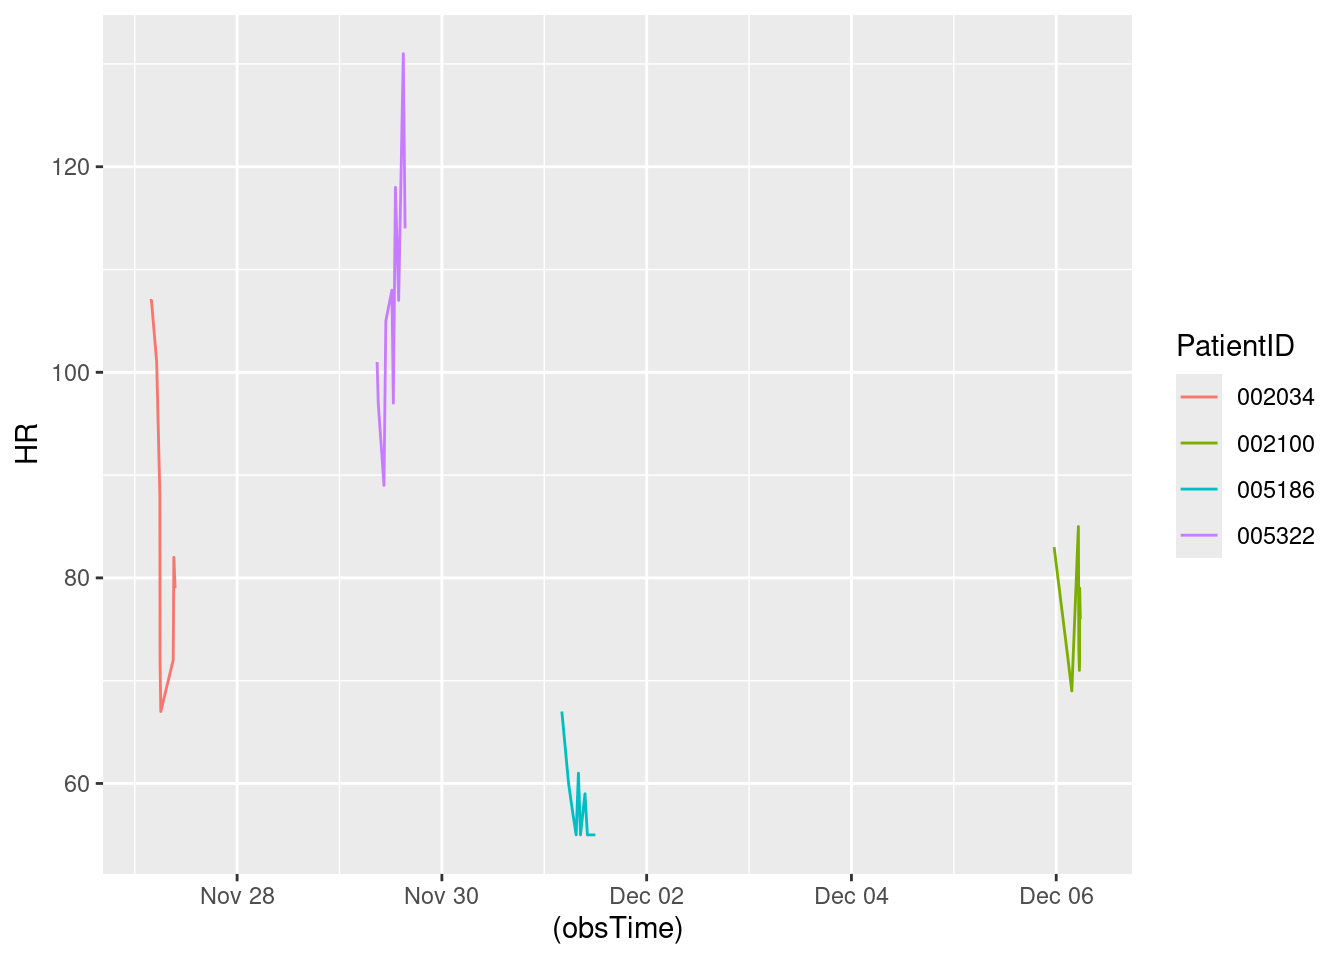 120
100
80
60
HR
Nov 28
Nov 30
Dec 02
Dec 04
Dec 06
(obsTime)
PatientID
002034
002100
005186
005322